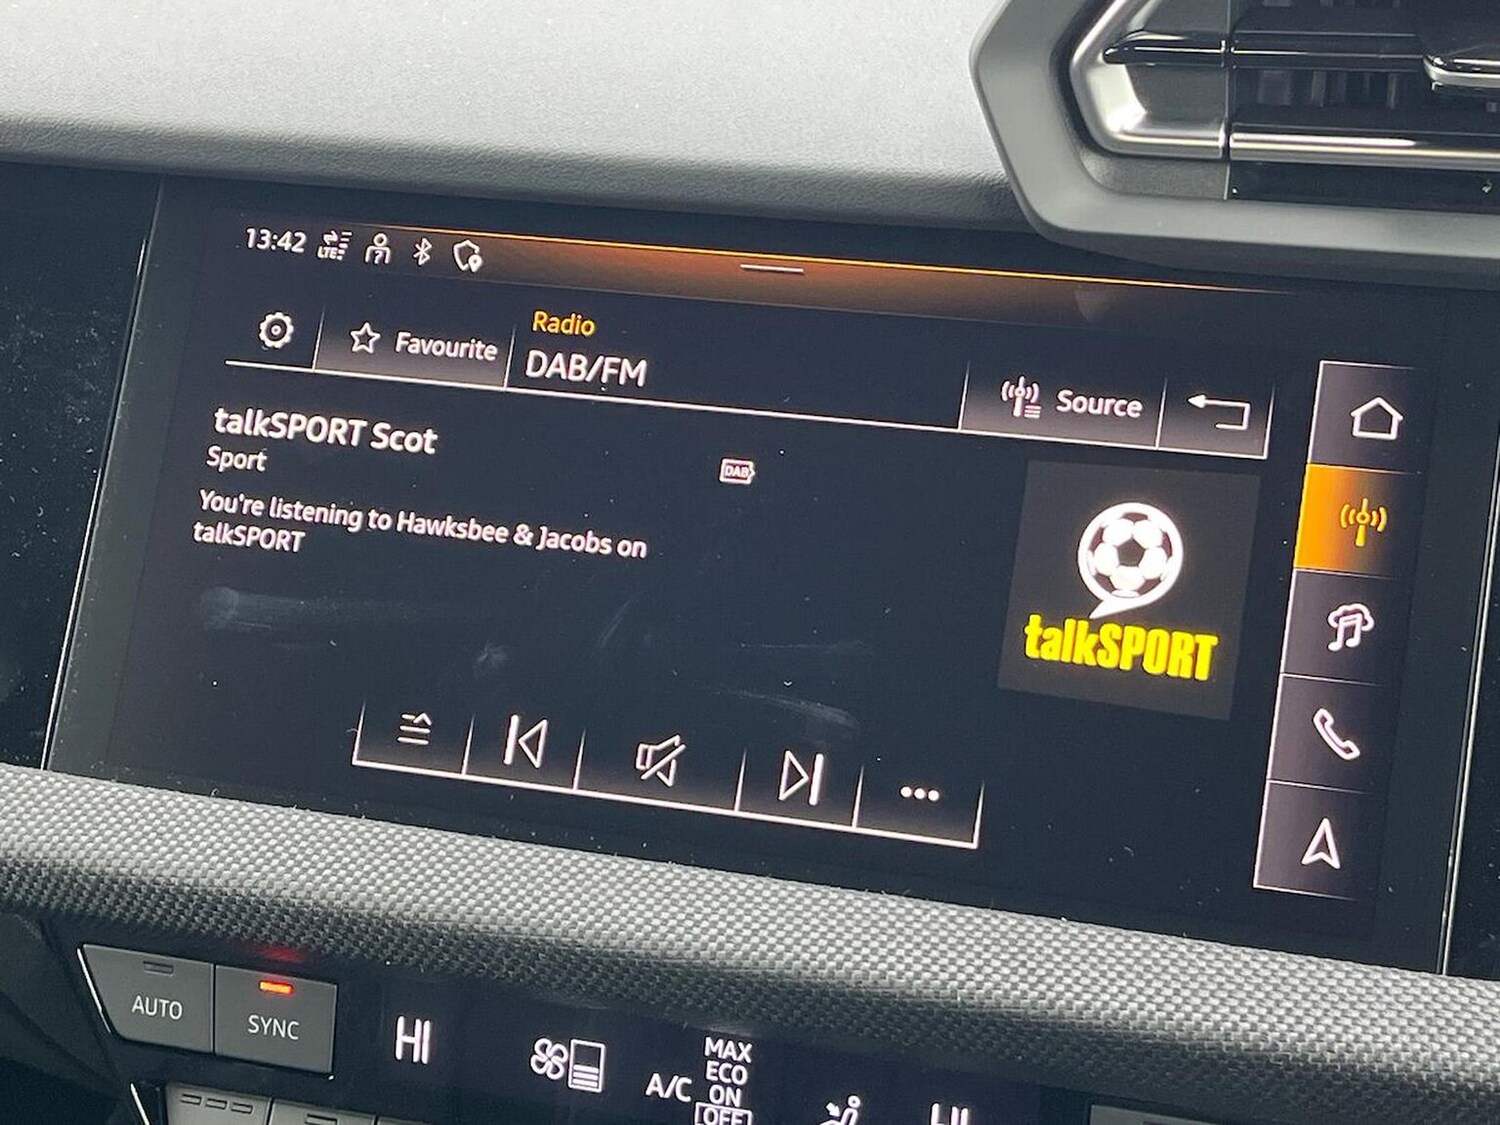 13:42
LTE
Favourite
Radio
DAB/FM
Source
talkSPORT Scot
Sport
DAB
You're listening to Hawksbee & Jacobs on
talkSPORT
talkSPORT
AUTO
SYNC
HI
A/C
MAX
ECO
ON
OFF